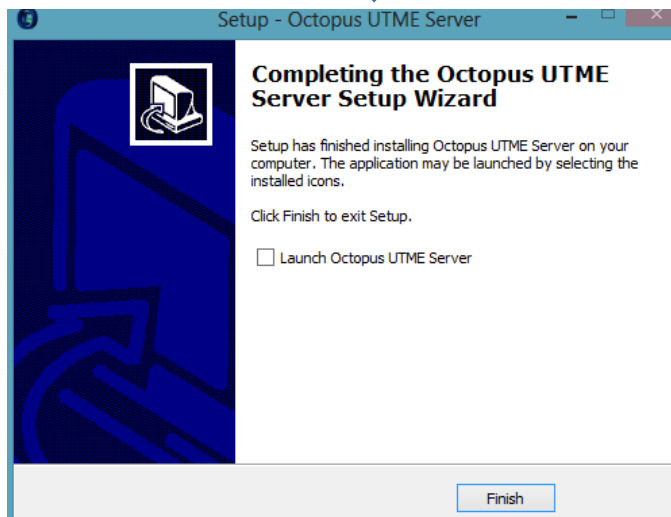 Setup - Octopus UTME Server
Completing the Octopus UTME
Server Setup Wizard
Setup has finished installing Octopus UTME Server on your
computer. The application may be launched by selecting the
installed icons.
Click Finish to exit Setup.
Launch Octopus UTME Server
Finish